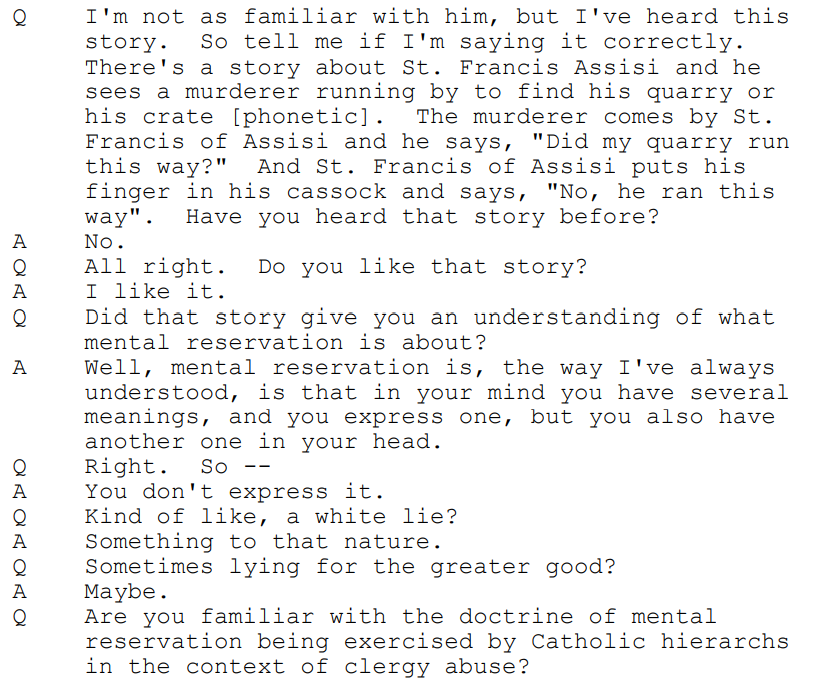 Q I'm not as familiar with him, but I've heard this
story.  So tell me if I'm saying it correctly.
There's a story about St. Francis Assisi and he
sees a murderer running by to find his quarry or
his crate [phonetic].  The murderer comes by St.
Francis of Assisi and he says, "Did my quarry run
this way?"  And St. Francis of Assisi puts his
finger in his cassock and says, "No, he ran this
way".  Have you heard that story before?
A No.
Q All right.  Do you like that story?
A I like it.
Q Did that story give you an understanding of what
mental reservation is about?
A Well, mental reservation is, the way I've always
understood, is that in your mind you have several
meanings, and you express one, but you also have
another one in your head.
Q Right.  So --
A You don't express it.
Q Kind of like, a white lie?
A Something to that nature.
Q Sometimes lying for the greater good?
A Maybe.
Q Are you familiar with the doctrine of mental
reservation being exercised by Catholic hierarchs
in the context of clergy abuse?